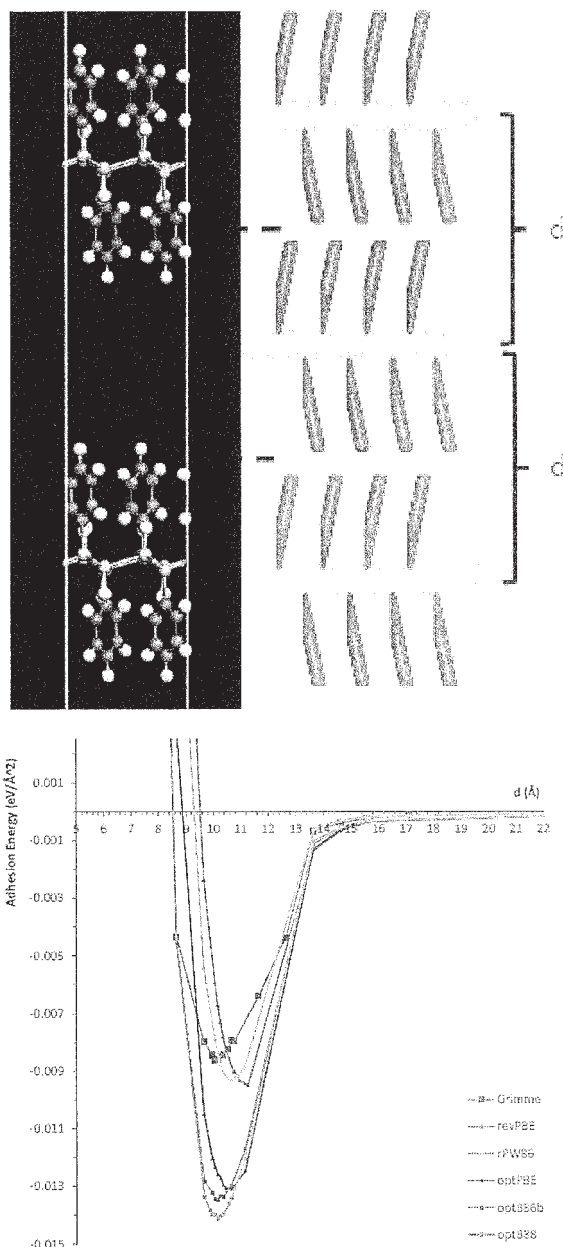 d
d
Adhesion Energy (eV/Å^2)
d (Å)
0.001
-0.001
-0.003
-0.005
-0.007
-0.009
-0.011
-0.013
-0.015
5 6 7 8 9 10 11 12 13 14 15 16 17 18 19 20 21 22
Grimme
revPBE
rPW86
optPBE
optB86b
optB88